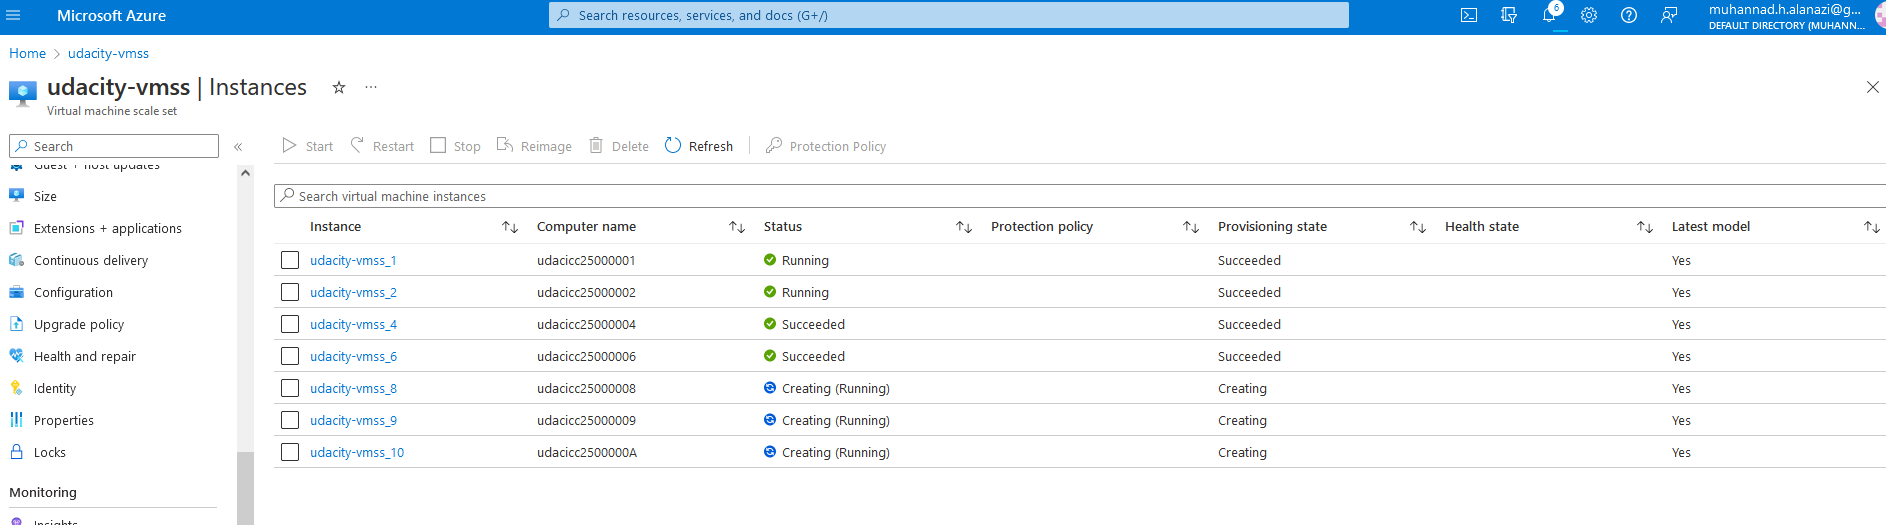 Microsoft Azure
Search resources, services, and docs (G+/)
6
muhannad.h.alanazi@g...
DEFAULT DIRECTORY (MUHANN...
Home > udacity-vmss
udacity-vmss | Instances
Virtual machine scale set
Search
Start Restart Stop Reimage Delete Refresh Protection Policy
Guest + host updates
Size
Extensions + applications
Continuous delivery
Configuration
Upgrade policy
Health and repair
Identity
Properties
Locks
Monitoring
Insights
Search virtual machine instances
Instance Computer name Status Protection policy Provisioning state Health state Latest model
udacity-vmss_1 udacicc25000001 Running Succeeded Yes
udacity-vmss_2 udacicc25000002 Running Succeeded Yes
udacity-vmss_4 udacicc25000004 Succeeded Succeeded Yes
udacity-vmss_6 udacicc25000006 Succeeded Succeeded Yes
udacity-vmss_8 udacicc25000008 Creating (Running) Creating Yes
udacity-vmss_9 udacicc25000009 Creating (Running) Creating Yes
udacity-vmss_10 udacicc2500000A Creating (Running) Creating Yes